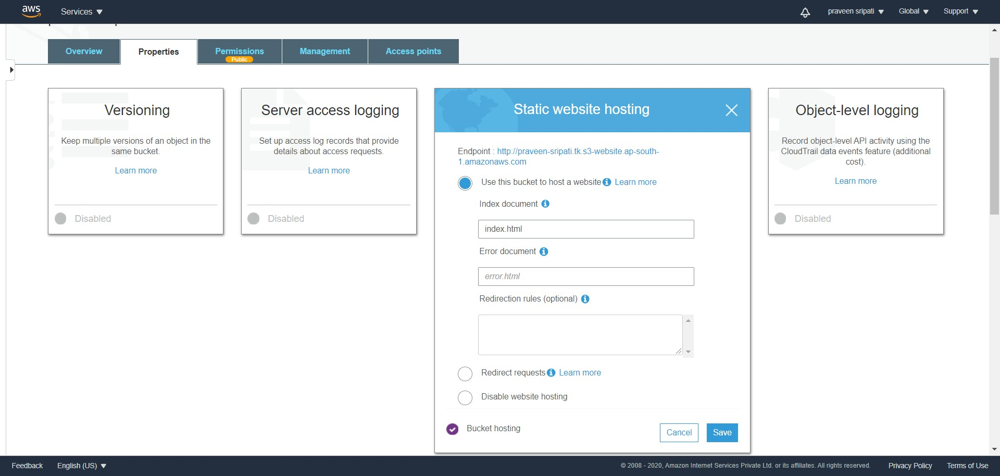 aws
Services
praveen sripati
Global
Support
Overview
Properties
Permissions
Public
Management
Access points
Versioning
Keep multiple versions of an object in the
same bucket.
Learn more
Disabled
Server access logging
Set up access log records that provide
details about access requests.
Learn more
Disabled
Static website hosting
Endpoint : http://praveen-sripati.tk.s3-website.ap-south-
1.amazonaws.com
Use this bucket to host a website Learn more
Index document
index.html
Error document
error.html
Redirection rules (optional)
Redirect requests Learn more
Disable website hosting
Bucket hosting
Cancel
Save
Object-level logging
Record object-level API activity using the
CloudTrail data events feature (additional
cost).
Learn more
Disabled
Feedback
English (US)
© 2008 - 2020, Amazon Internet Services Private Ltd. or its affiliates. All rights reserved.
Privacy Policy
Terms of Use